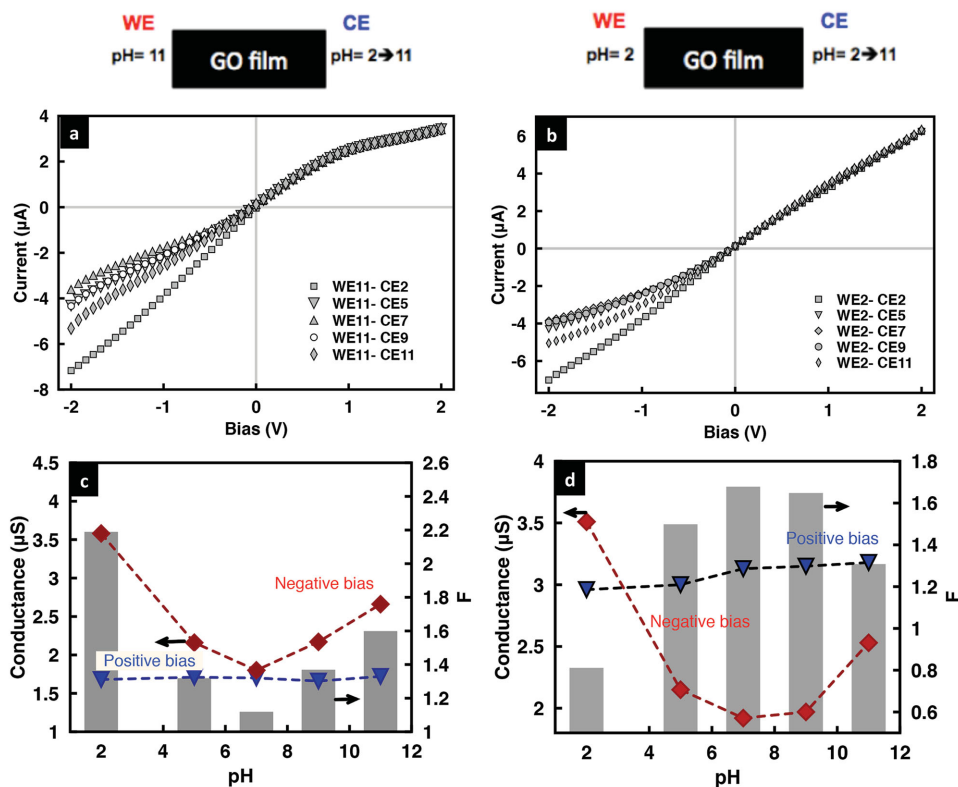 WE CE
pH= 11 GO film pH= 2➔11
WE CE
pH= 2 GO film pH= 2➔11
a
4
2
0
-2
-4
-6
-8
Current (µA)
WE11- CE2
WE11- CE5
WE11- CE7
WE11- CE9
WE11- CE11
-2 -1 0 1 2
Bias (V)
b
6
4
2
0
-2
-4
-6
Current (µA)
WE2- CE2
WE2- CE5
WE2- CE7
WE2- CE9
WE2- CE11
-2 -1 0 1 2
Bias (V)
c
4.5
4
3.5
3
2.5
2
1.5
1
Conductance (µS)
Negative bias
Positive bias
2.6
2.4
2.2
2
1.8
1.6
1.4
1.2
1
F
0 2 4 6 8 10 12
pH
d
4
3.5
3
2.5
2
Conductance (µS)
Positive bias
Negative bias
1.8
1.6
1.4
1.2
1
0.8
0.6
F
0 2 4 6 8 10 12
pH